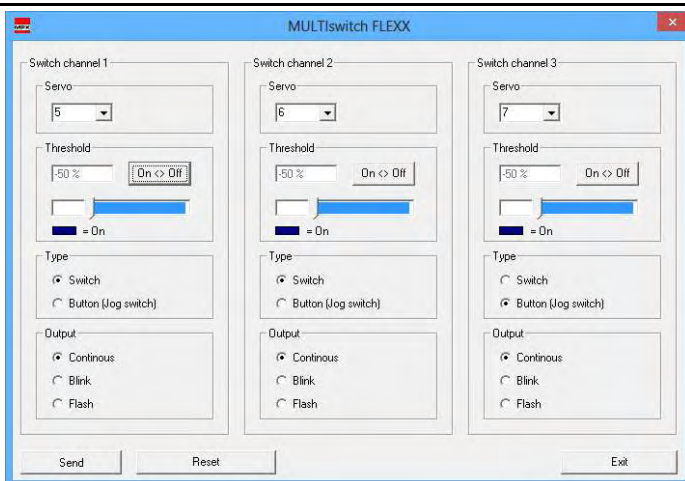 MPX
MULTIswitch FLEXX
×
Switch channel 1
Servo
5
Threshold
-50 %
On <> Off
= On
Type
Switch
Button (Jog switch)
Output
Continous
Blink
Flash
Switch channel 2
Servo
6
Threshold
-50 %
On <> Off
= On
Type
Switch
Button (Jog switch)
Output
Continous
Blink
Flash
Switch channel 3
Servo
7
Threshold
-50 %
On <> Off
= On
Type
Switch
Button (Jog switch)
Output
Continous
Blink
Flash
Send
Reset
Exit